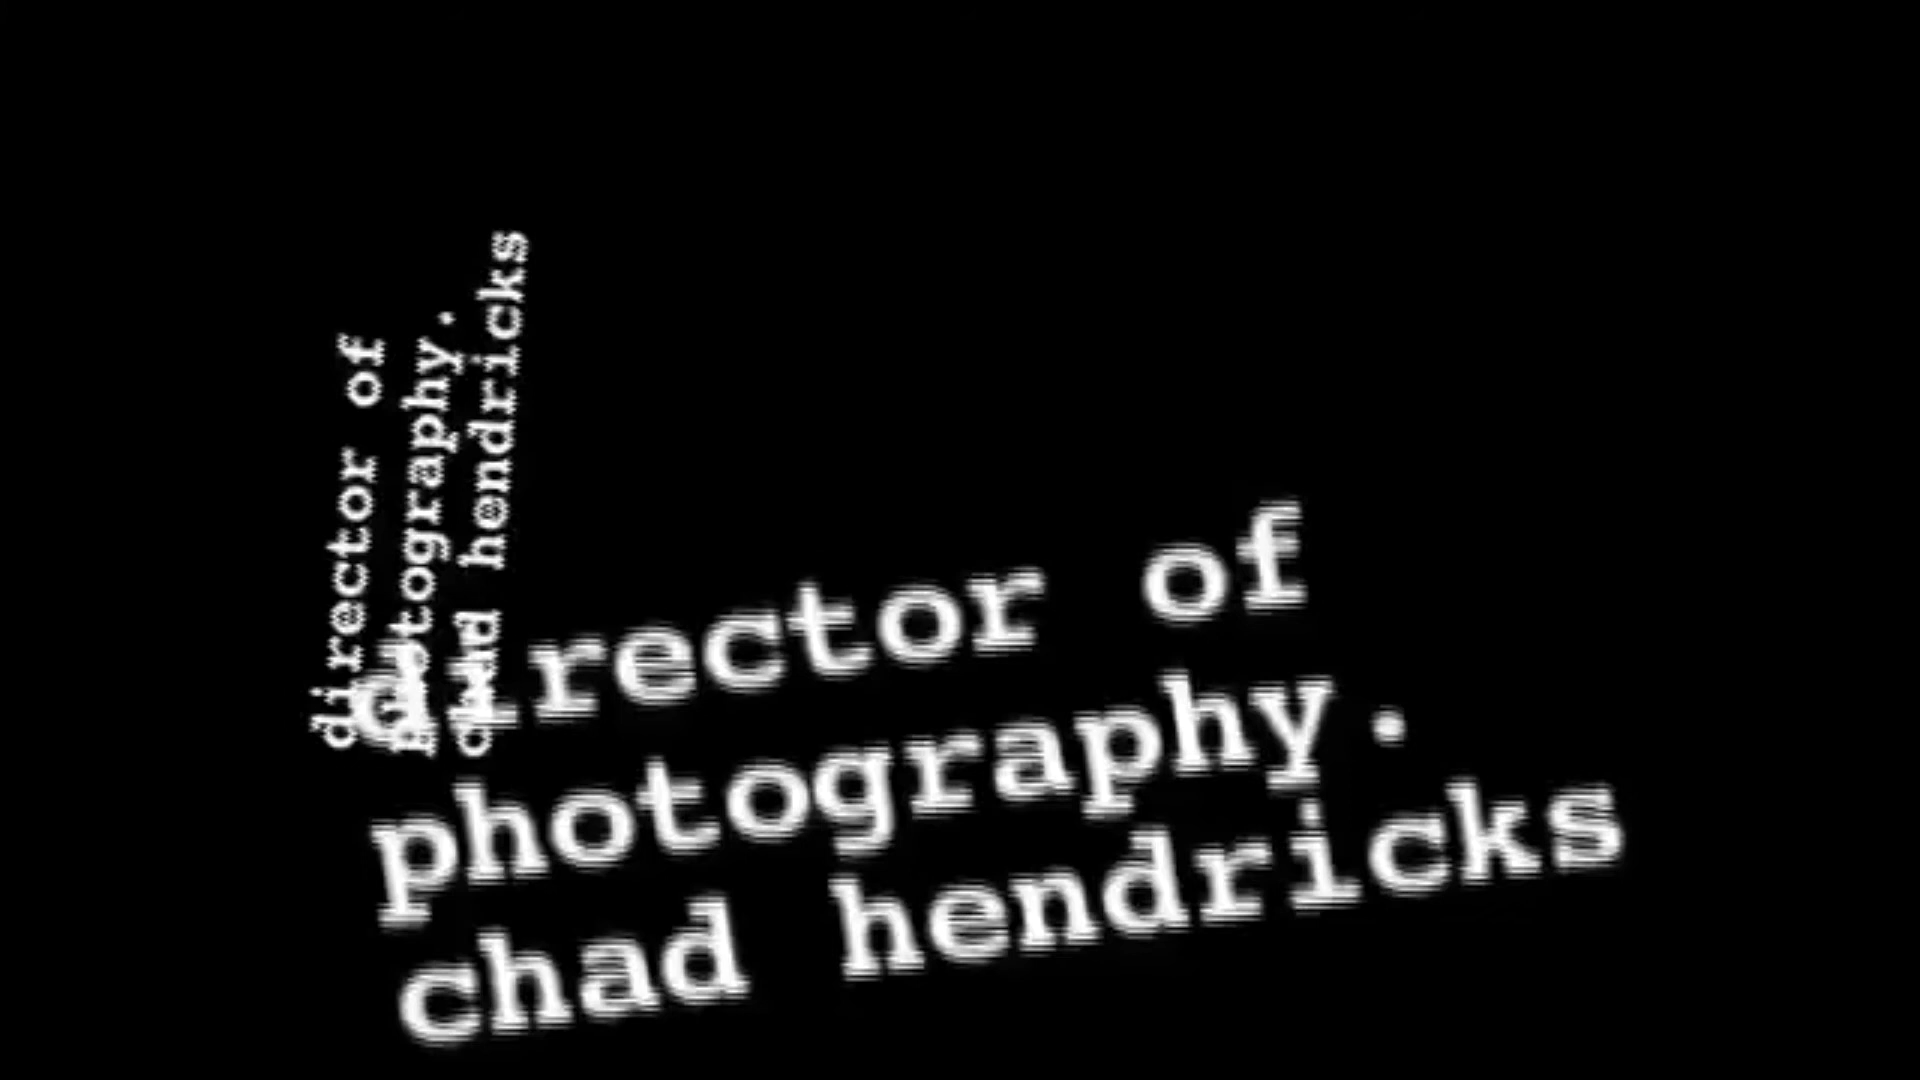 director of
photography.
chad hendricks
director of
photography.
chad hendricks